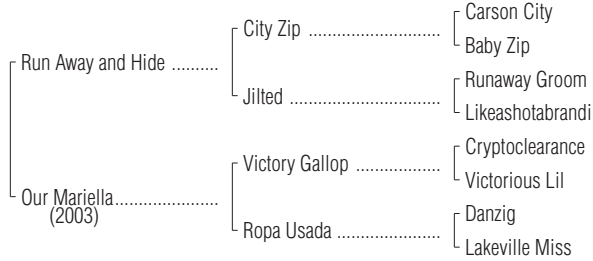 Carson City
City Zip ............................
Baby Zip
Run Away and Hide ..........
Runaway Groom
Jilted ................................
Likeashotabrandi
Cryptoclearance
Victory Gallop ..................
Victorious Lil
Our Mariella......................
(2003)
Danzig
Ropa Usada ......................
Lakeville Miss